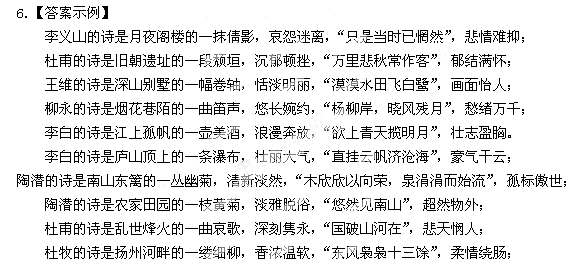 6.【答案示例】
李义山的诗是月夜阁楼的一抹倩影，哀怨迷离，“只是当时已惘然”，悲情难抑；
杜甫的诗是旧朝遗址的一段颓垣，沉郁顿挫，“万里悲秋常作客”，郁结满怀；
王维的诗是深山别墅的一幅卷轴，恬淡明丽，“漠漠水田飞白鹭”，画面怡人；
柳永的诗是烟花巷陌的一曲笛声，悠长婉约，“杨柳岸，晓风残月”，愁绪万千；
李白的诗是江上孤帆的一壶美酒，浪漫奔放，“欲上青天揽明月”，壮志盈胸。
李白的诗是庐山顶上的一条瀑布，壮丽大气，“直挂云帆济沧海”，豪气干云；
陶潜的诗是南山东篱的一丛幽菊，清新淡然，“木欣欣以向荣，泉涓涓而始流”，孤标傲世；
陶潜的诗是农家田园的一枝黄菊，淡雅脱俗，“悠然见南山”，超然物外；
杜甫的诗是乱世烽火的一曲哀歌，深刻隽永，“国破山河在”，悲天悯人；
杜牧的诗是扬州河畔的一缕细柳，香浓温软，“东风袅袅十三馀”，柔情绕肠；